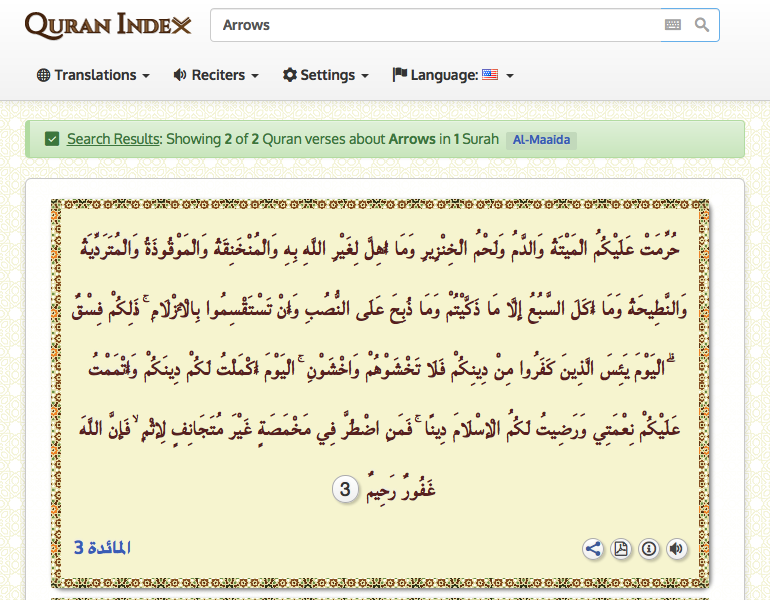 QURAN INDEX
Arrows
Translations
Reciters
Settings
Language:
Search Results: Showing 2 of 2 Quran verses about Arrows in 1 Surah Al-Maaida
حُرِّمَتْ عَلَيْكُمُ الْمَيْتَةُ وَالدَّمُ وَلَحْمُ الْخِنْزِيرِ وَمَا أُهِلَّ لِغَيْرِ اللَّهِ بِهِ وَالْمُنْخَنِقَةُ وَالْمَوْقُوذَةُ وَالْمُتَرَدِّيَةُ
وَالنَّطِيحَةُ وَمَا أَكَلَ السَّبُعُ إِلَّا مَا ذَكَّيْتُمْ وَمَا ذُبِحَ عَلَى النُّصُبِ وَأَنْ تَسْتَقْسِمُوا بِالْأَزْلَامِ ۚ ذَلِكُمْ فِسْقٌ
ۗ الْيَوْمَ يَئِسَ الَّذِينَ كَفَرُوا مِنْ دِينِكُمْ فَلَا تَخْشَوْهُمْ وَاخْشَوْنِ ۚ الْيَوْمَ أَكْمَلْتُ لَكُمْ دِينَكُمْ وَأَتْمَمْتُ
عَلَيْكُمْ نِعْمَتِي وَرَضِيتُ لَكُمُ الْإِسْلَامَ دِينًا ۚ فَمَنِ اضْطُرَّ فِي مَخْمَصَةٍ غَيْرَ مُتَجَانِفٍ لِإِثْمٍ ۙ فَإِنَّ اللَّهَ
غَفُورٌ رَحِيمٌ 3
المائدة 3